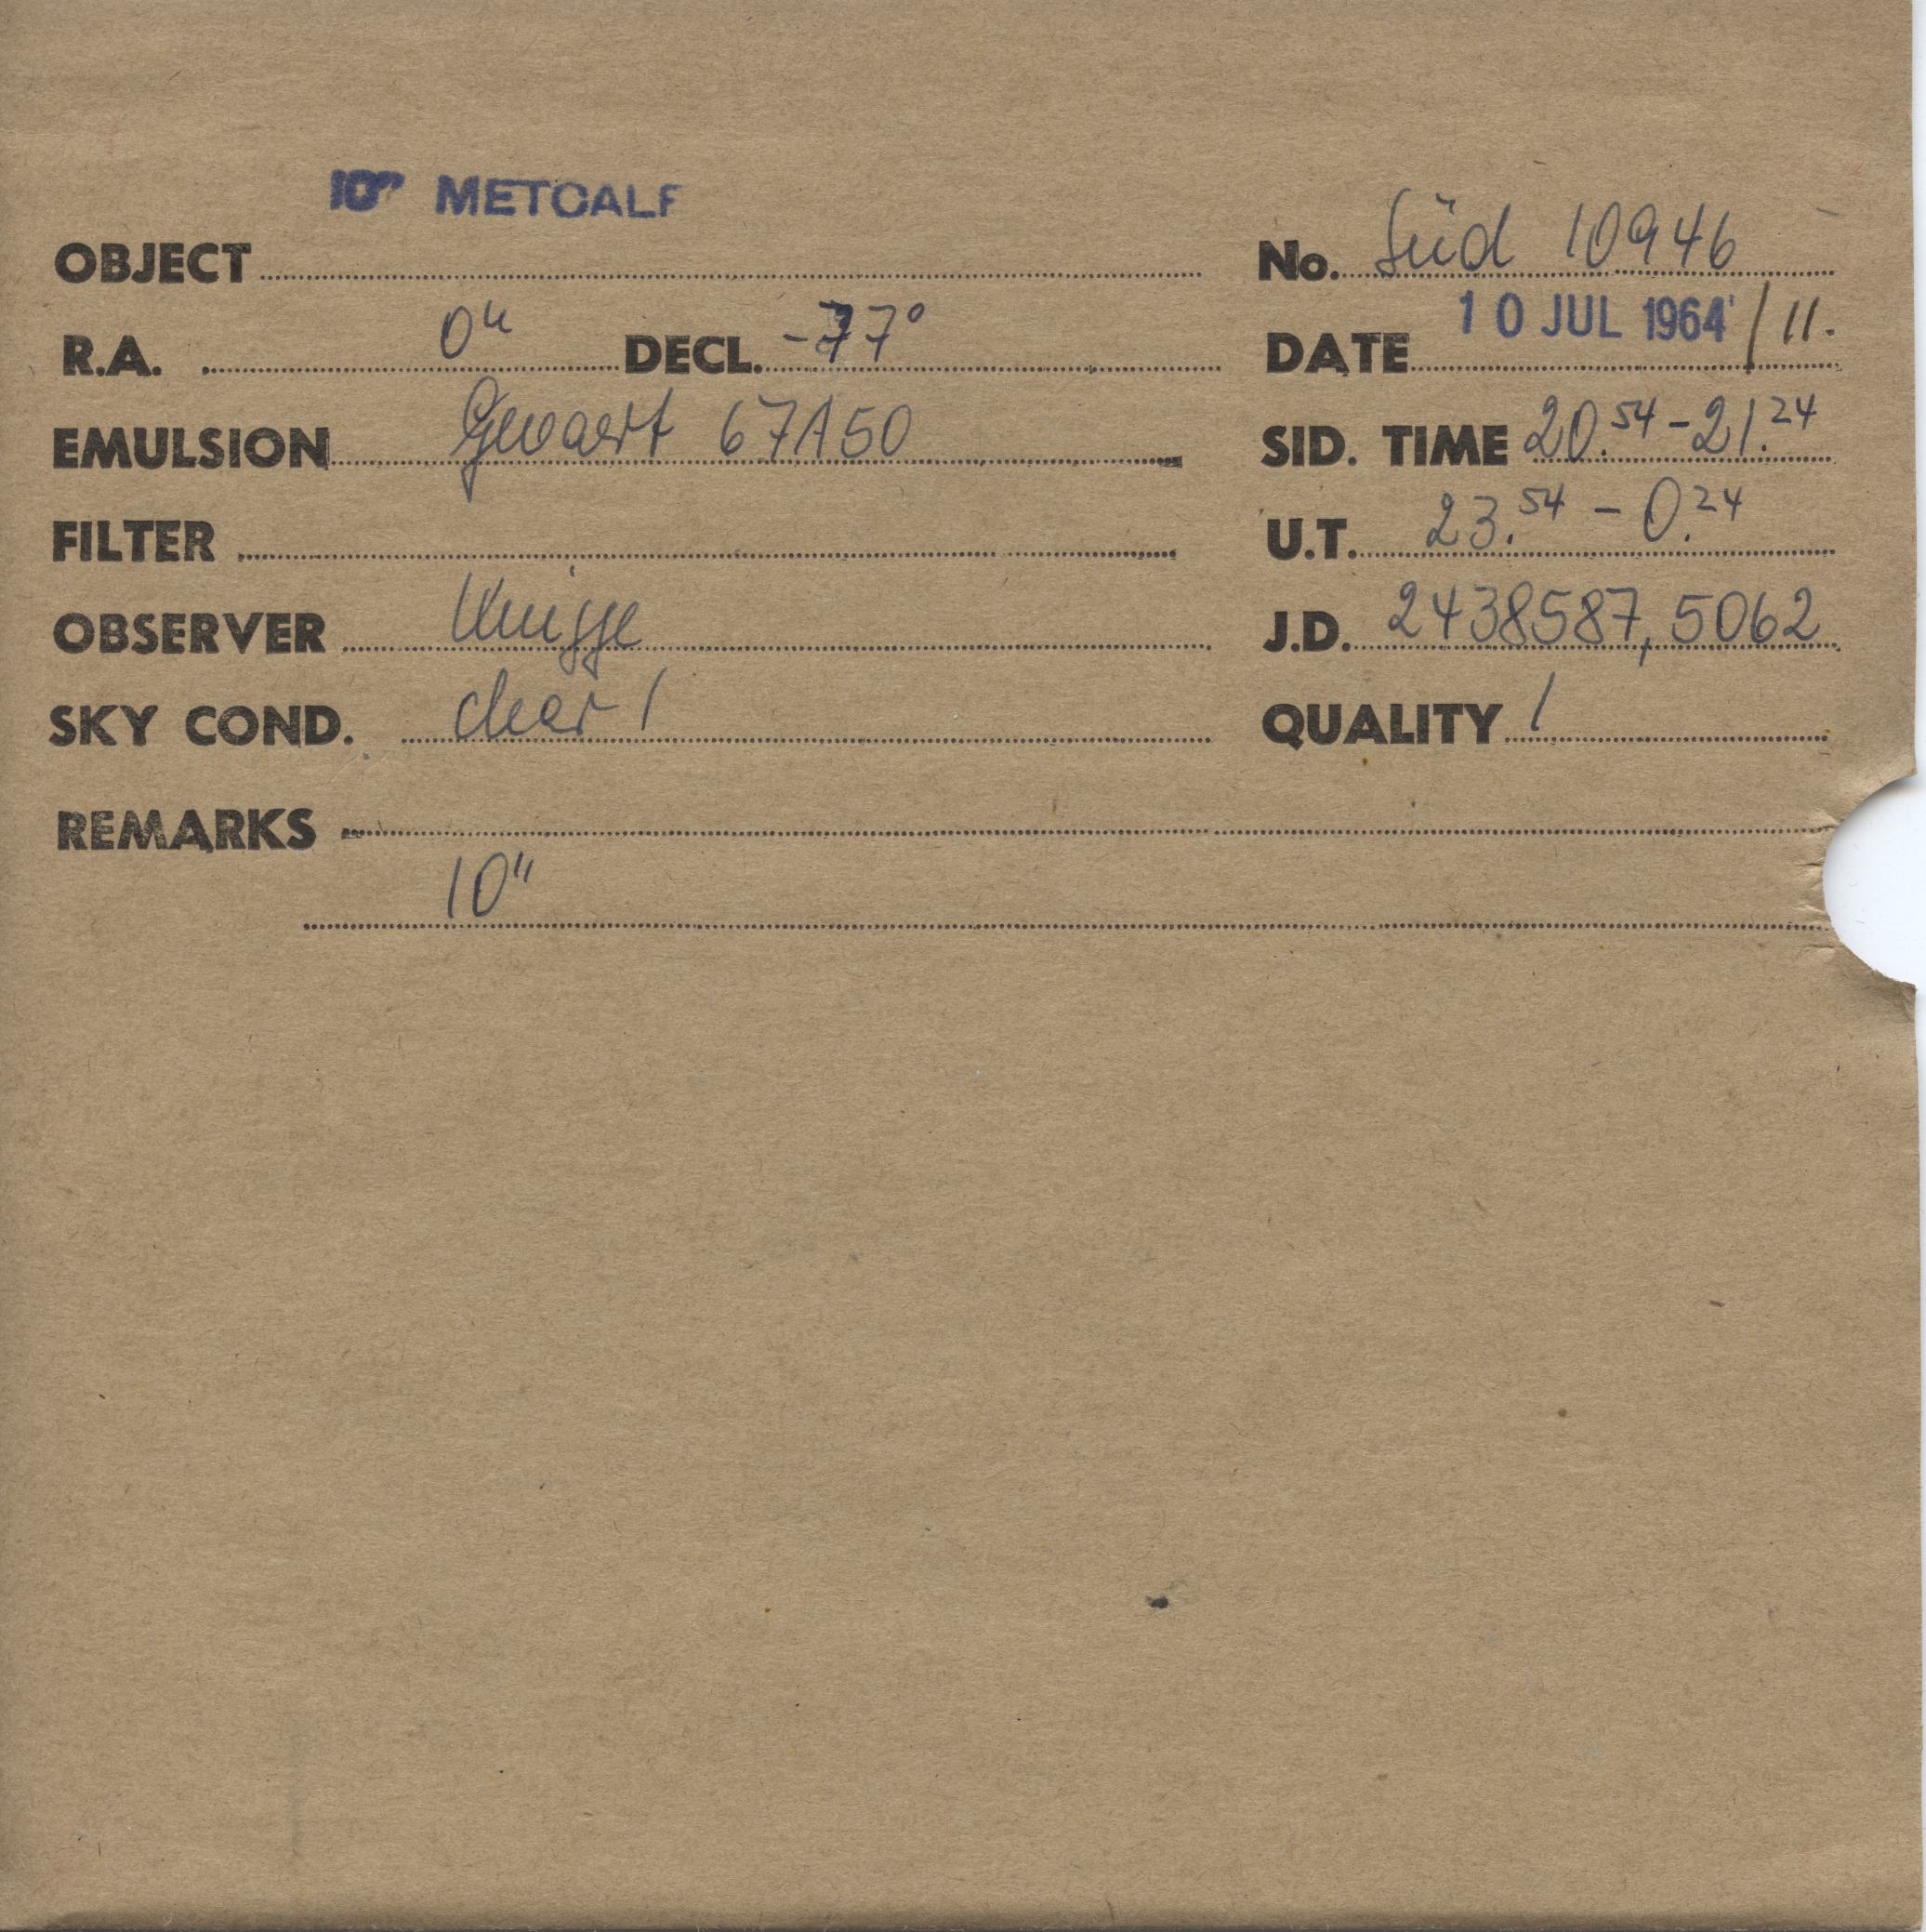 10" METCALF
OBJECT
No. Süd 10946
R.A. 0h DECL. -77°
DATE 10 JUL 1964 / 11.
EMULSION Gevaert 67A50
SID. TIME 20.54 - 21.24
FILTER
U.T. 23.54 - 0.24
OBSERVER Knigge
J.D. 2438587,5062
SKY COND. clear 1
QUALITY 1
REMARKS
10"